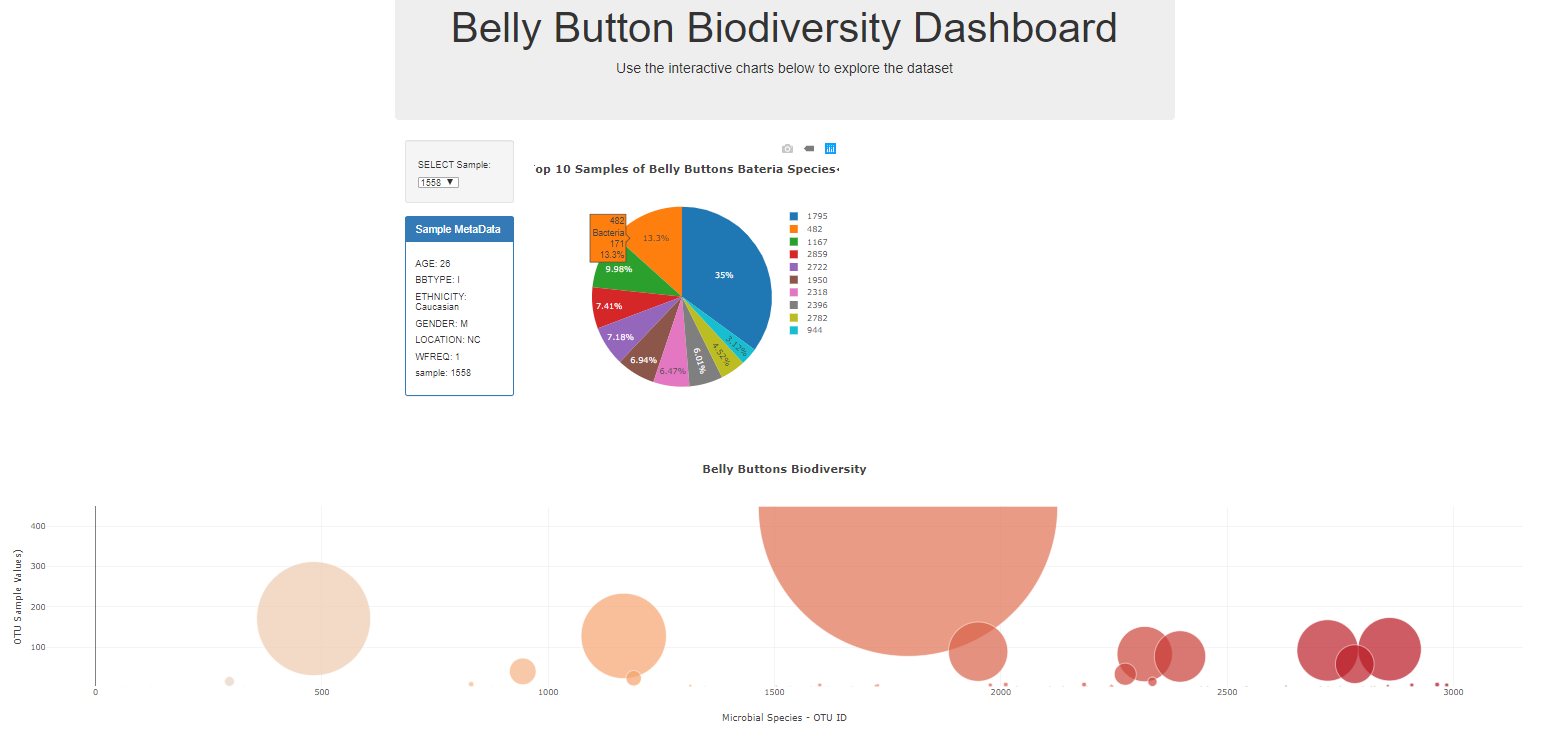 Belly Button Biodiversity Dashboard
Use the interactive charts below to explore the dataset
SELECT Sample:
1558
Sample MetaData
AGE: 26
BBTYPE: I
ETHNICITY:
Caucasian
GENDER: M
LOCATION: NC
WFREQ: 1
sample: 1558
op 10 Samples of Belly Buttons Bateria Species
482
Bacteria
171
13.3%
13.3%
35%
9.98%
7.41%
7.18%
6.94%
6.47%
6.01%
4.52%
3.12%
1795
482
1167
2859
2722
1950
2318
2396
2782
944
Belly Buttons Biodiversity
OTU Sample Values)
400
300
200
100
0
500
1000
1500
2000
2500
3000
Microbial Species - OTU ID